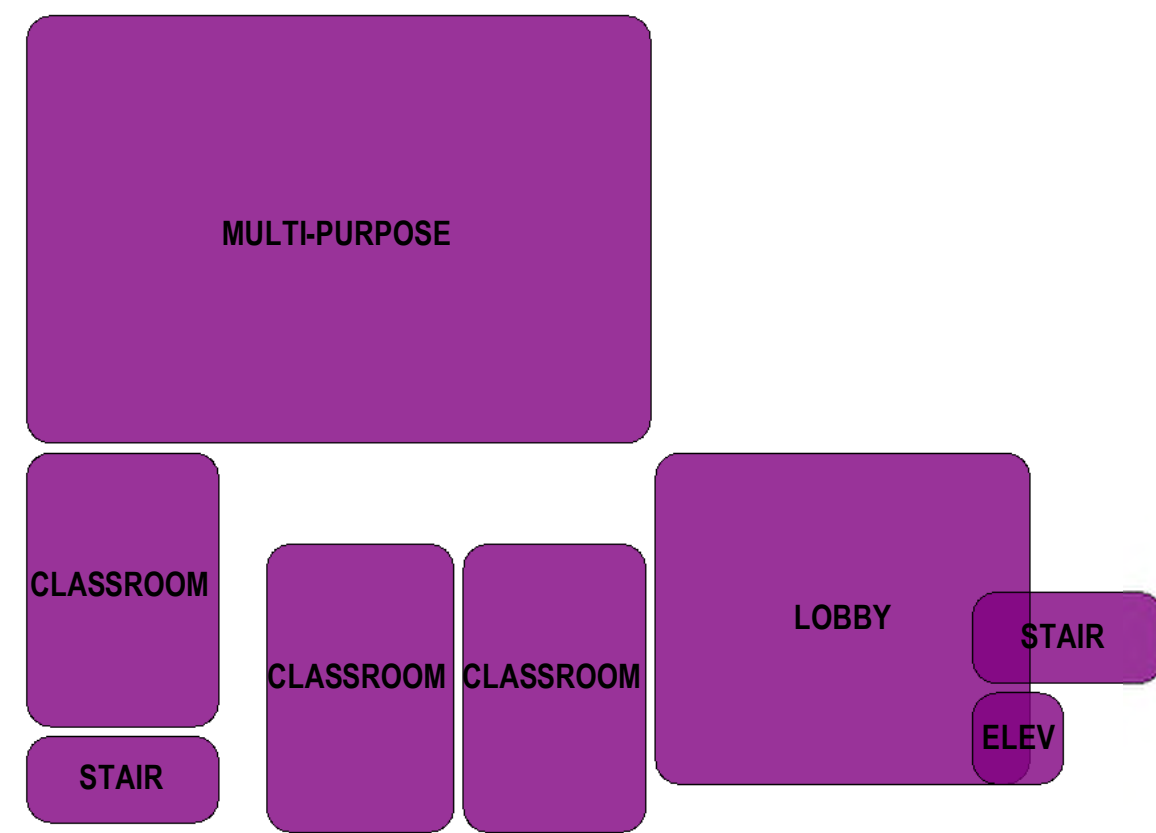 MULTI-PURPOSE
CLASSROOM
LOBBY
STAIR
CLASSROOM
CLASSROOM
ELEV
STAIR